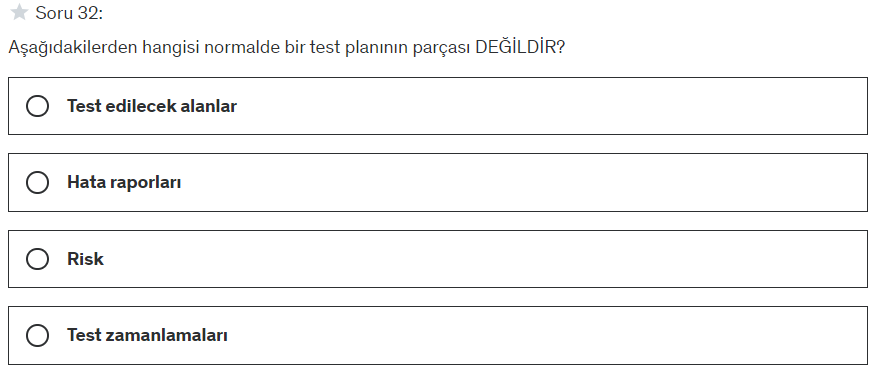 Soru 32:
Aşağıdakilerden hangisi normalde bir test planının parçası DEĞİLDİR?
Test edilecek alanlar
Hata raporları
Risk
Test zamanlamaları